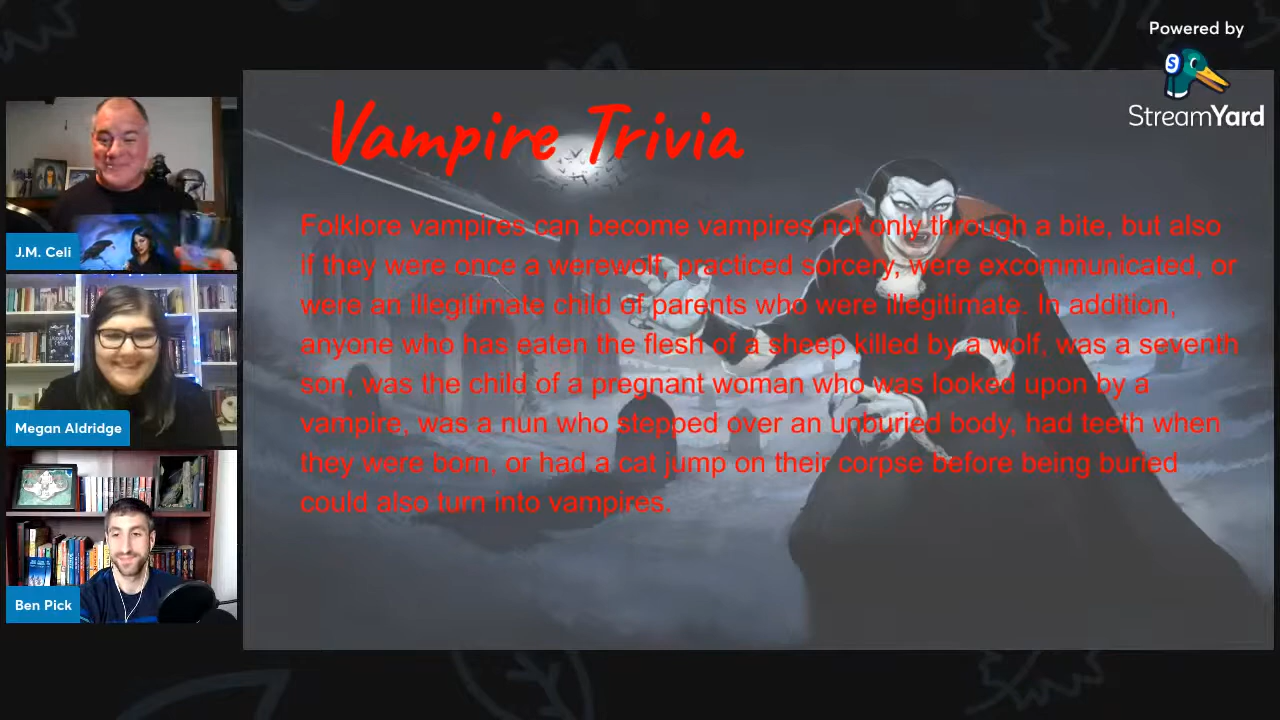 Powered by
StreamYard
Vampire Trivia
Folklore vampires can become vampires not only through a bite, but also
if they were once a werewolf, practiced sorcery, were excommunicated, or
were an illegitimate child of parents who were illegitimate. In addition,
anyone who has eaten the flesh of a sheep killed by a wolf, was a seventh
son, was the child of a pregnant woman who was looked upon by a
vampire, was a nun who stepped over an unburied body, had teeth when
they were born, or had a cat jump on their corpse before being buried
could also turn into vampires.
J.M. Celi
Megan Aldridge
Ben Pick